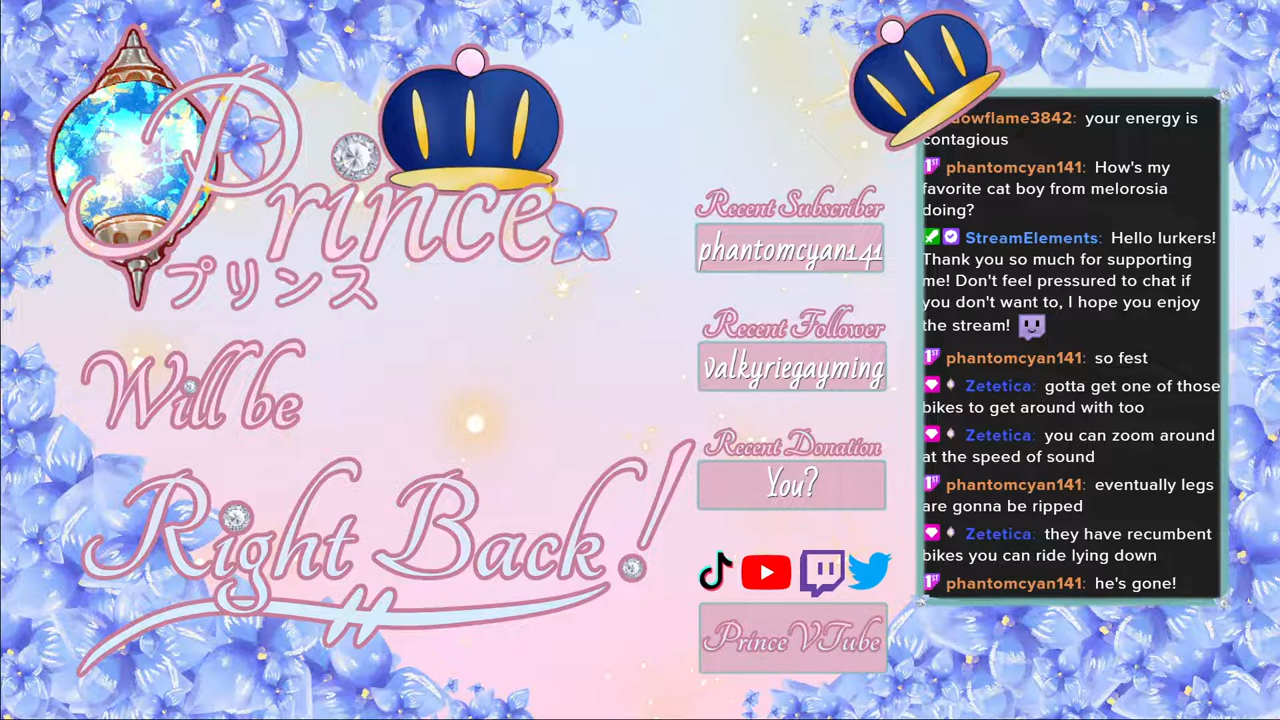 Prince
プリンス
Will be
Right Back!
Recent Subscriber
phantomcyan141
Recent Follower
valkyriegayming
Recent Donation
You?
PrinceVTube
dowflame3842: your energy is
contagious
1ST phantomcyan141: How's my
favorite cat boy from melorosia
doing?
StreamElements: Hello lurkers!
Thank you so much for supporting
me! Don't feel pressured to chat if
you don't want to, I hope you enjoy
the stream!
1ST phantomcyan141: so fest
Zetetica: gotta get one of those
bikes to get around with too
Zetetica: you can zoom around
at the speed of sound
1ST phantomcyan141: eventually legs
are gonna be ripped
Zetetica: they have recumbent
bikes you can ride lying down
1ST phantomcyan141: he's gone!